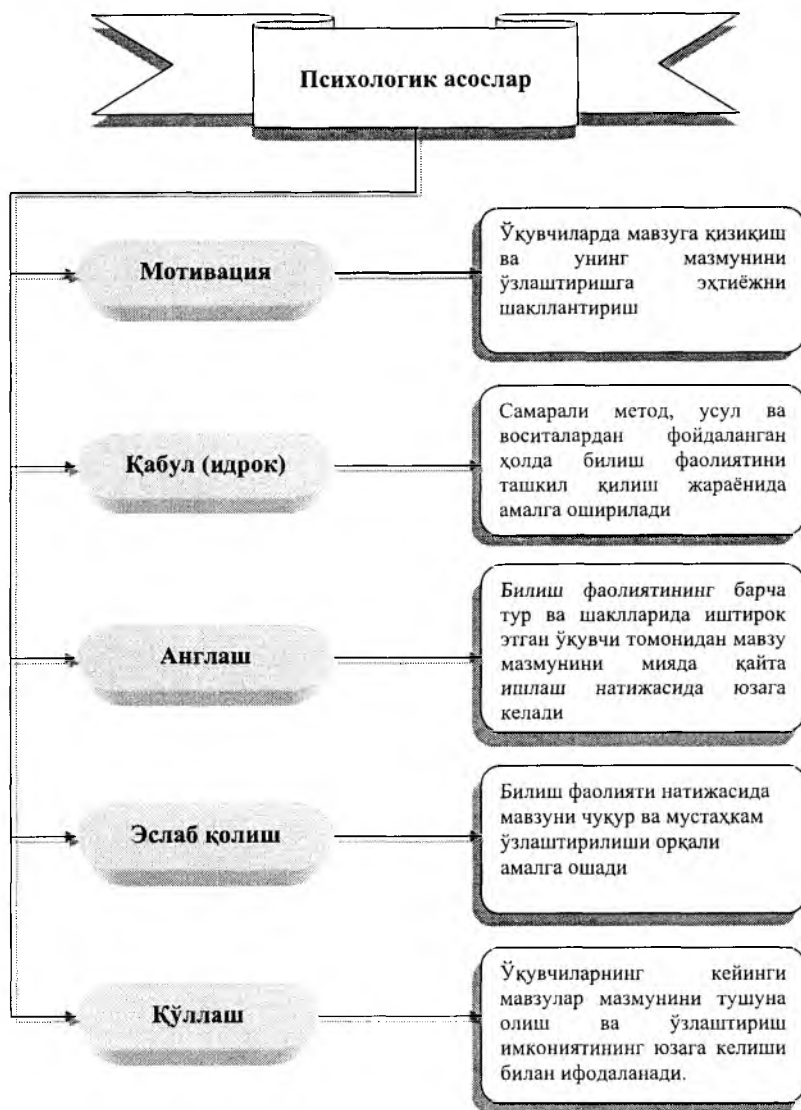 Психологик асослар
Мотивация
Ўқувчиларда мавзуга қизиқиш
ва унинг мазмунини
ўзлаштиришга эҳтиёжни
шакллантириш
Қабул (идрок)
Самарали метод, усул ва
воситалардан фойдаланган
ҳолда билиш фаолиятини
ташкил қилиш жараёнида
амалга оширилади
Англаш
Билиш фаолиятининг барча
тур ва шаклларида иштирок
этган ўқувчи томонидан мавзу
мазмунини мияда қайта
ишлаш натижасида юзага
келади
Эслаб қолиш
Билиш фаолияти натижасида
мавзуни чуқур ва мустаҳкам
ўзлаштирилиши орқали
амалга ошади
Қўллаш
Ўқувчиларнинг кейинги
мавзулар мазмунини тушуна
олиш ва ўзлаштириш
имкониятининг юзага келиши
билан ифодаланади.